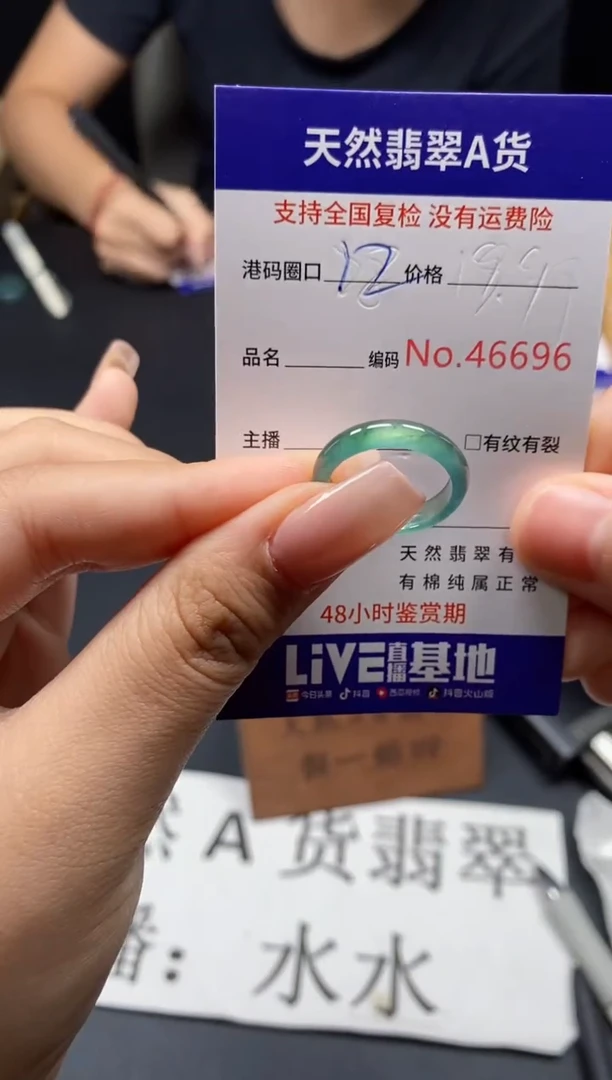 天然翡翠A货
支持全国复检 没有运费险
港码圈口 12 价格
品名 编码 No.46696
主播 □有纹有裂
天然翡翠有
有棉纯属正常
48小时鉴赏期
LiVE直播基地
今日头条 抖音 西瓜视频 抖音火山版
A货翡翠
播：水水